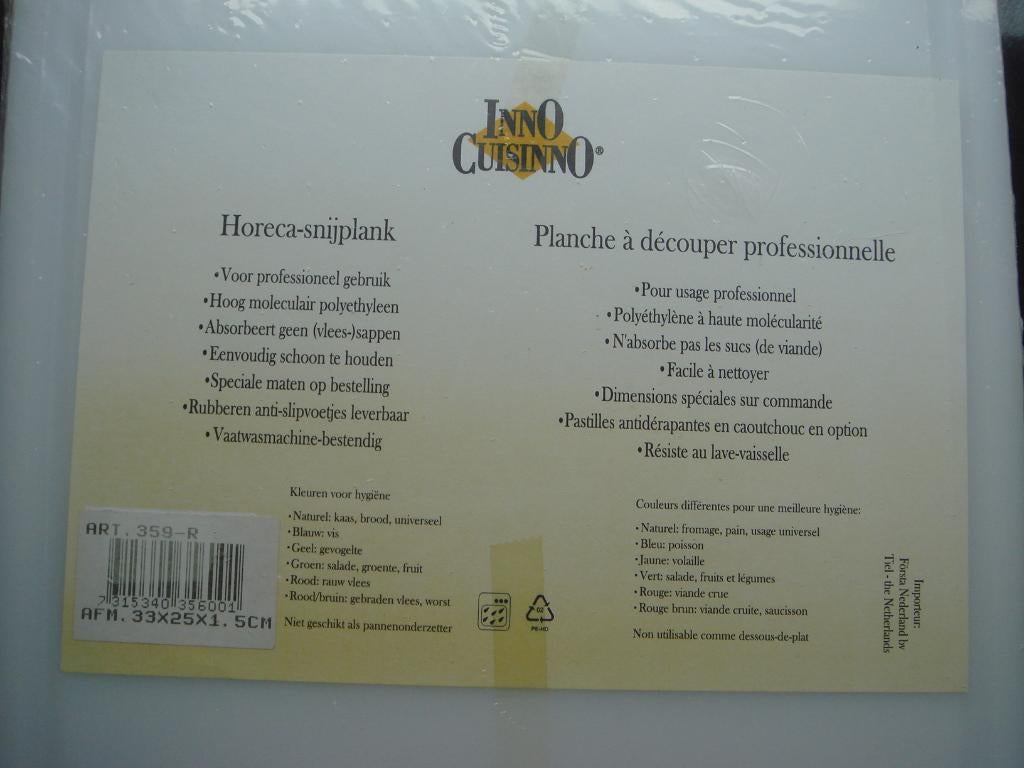 INNO
CUISINNO®
Horeca-snijplank
•Voor professioneel gebruik
•Hoog moleculair polyethyleen
•Absorbeert geen (vlees-)sappen
•Eenvoudig schoon te houden
•Speciale maten op bestelling
•Rubberen anti-slipvoetjes leverbaar
•Vaatwasmachine-bestendig
Kleuren voor hygiëne
•Naturel: kaas, brood, universeel
•Blauw: vis
•Geel: gevogelte
•Groen: salade, groente, fruit
•Rood: rauw vlees
•Rood/bruin: gebraden vlees, worst
Niet geschikt als pannenonderzetter
ART. 359-R
7 315340 356001
AFM. 33X25X1.5CM
02
PE-HD
Planche à découper professionnelle
•Pour usage professionnel
•Polyéthylène à haute molécularité
•N'absorbe pas les sucs (de viande)
•Facile à nettoyer
•Dimensions spéciales sur commande
•Pastilles antidérapantes en caoutchouc en option
•Résiste au lave-vaisselle
Couleurs différentes pour une meilleure hygiène:
•Naturel: fromage, pain, usage universel
•Bleu: poisson
•Jaune: volaille
•Vert: salade, fruits et légumes
•Rouge: viande crue
•Rouge brun: viande cruite, saucisson
Non utilisable comme dessous-de-plat
Importeur:
Första Nederland bv
Tiel - the Netherlands